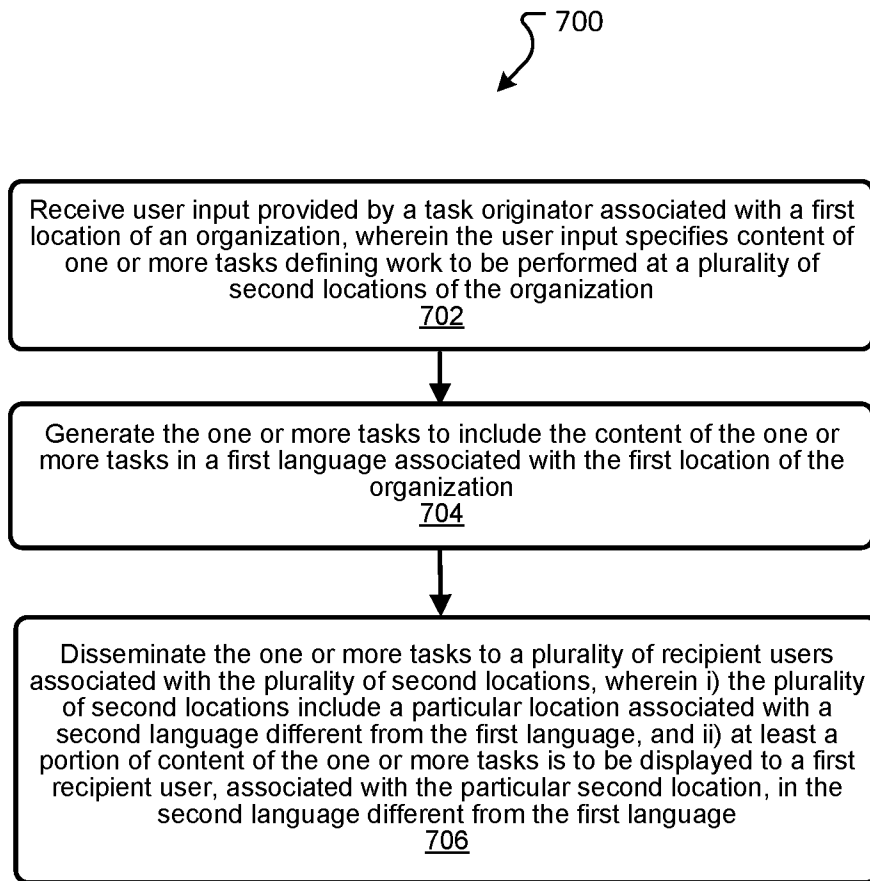 700
Receive user input provided by a task originator associated with a first
location of an organization, wherein the user input specifies content of
one or more tasks defining work to be performed at a plurality of
second locations of the organization
702
Generate the one or more tasks to include the content of the one or
more tasks in a first language associated with the first location of the
organization
704
Disseminate the one or more tasks to a plurality of recipient users
associated with the plurality of second locations, wherein i) the plurality
of second locations include a particular location associated with a
second language different from the first language, and ii) at least a
portion of content of the one or more tasks is to be displayed to a first
recipient user, associated with the particular second location, in the
second language different from the first language
706